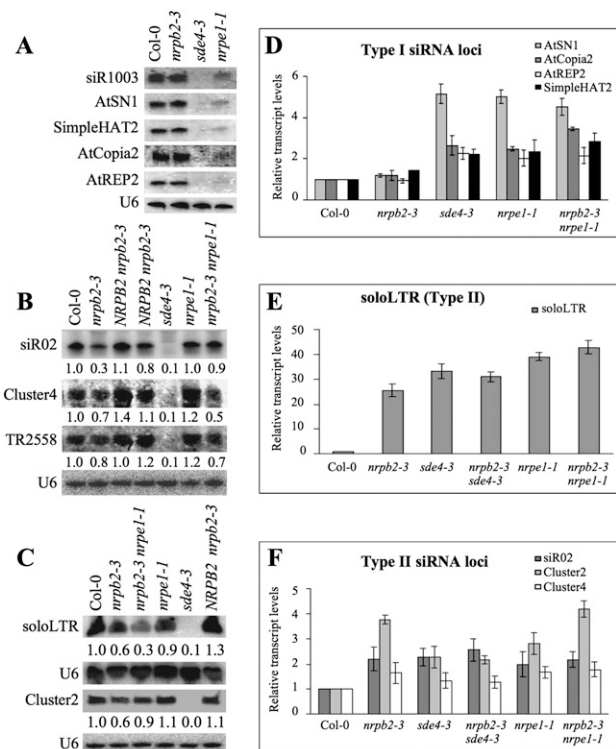 A
Col-0
nrpb2-3
sde4-3
nrpe1-1
siR1003
AtSN1
SimpleHAT2
AtCopia2
AtREP2
U6
B
Col-0
nrpb2-3
NRPB2 nrpb2-3
NRPB2 nrpb2-3
sde4-3
nrpe1-1
nrpb2-3 nrpe1-1
siR02
1.0 0.3 1.1 0.8 0.1 1.0 0.9
Cluster4
1.0 0.7 1.4 1.1 0.1 1.2 0.5
TR2558
1.0 0.8 1.0 1.2 0.1 1.2 0.7
U6
C
Col-0
nrpb2-3
nrpb2-3 nrpe1-1
nrpe1-1
sde4-3
NRPB2 nrpb2-3
soloLTR
1.0 0.6 0.3 0.9 0.1 1.3
U6
Cluster2
1.0 0.6 0.9 1.1 0.0 1.1
U6
D
Type I siRNA loci
AtSN1
AtCopia2
AtREP2
SimpleHAT2
Relative transcript levels
6
4
2
0
Col-0 nrpb2-3 sde4-3 nrpe1-1 nrpb2-3
nrpe1-1
E
soloLTR (Type II)
soloLTR
Relative transcript levels
50
40
30
20
10
0
Col-0 nrpb2-3 sde4-3 nrpb2-3 nrpe1-1 nrpb2-3
sde4-3 nrpe1-1
F
Type II siRNA loci
siR02
Cluster2
Cluster4
Relative transcript levels
5
4
3
2
1
0
Col-0 nrpb2-3 sde4-3 nrpb2-3 nrpe1-1 nrpb2-3
sde4-3 nrpe1-1